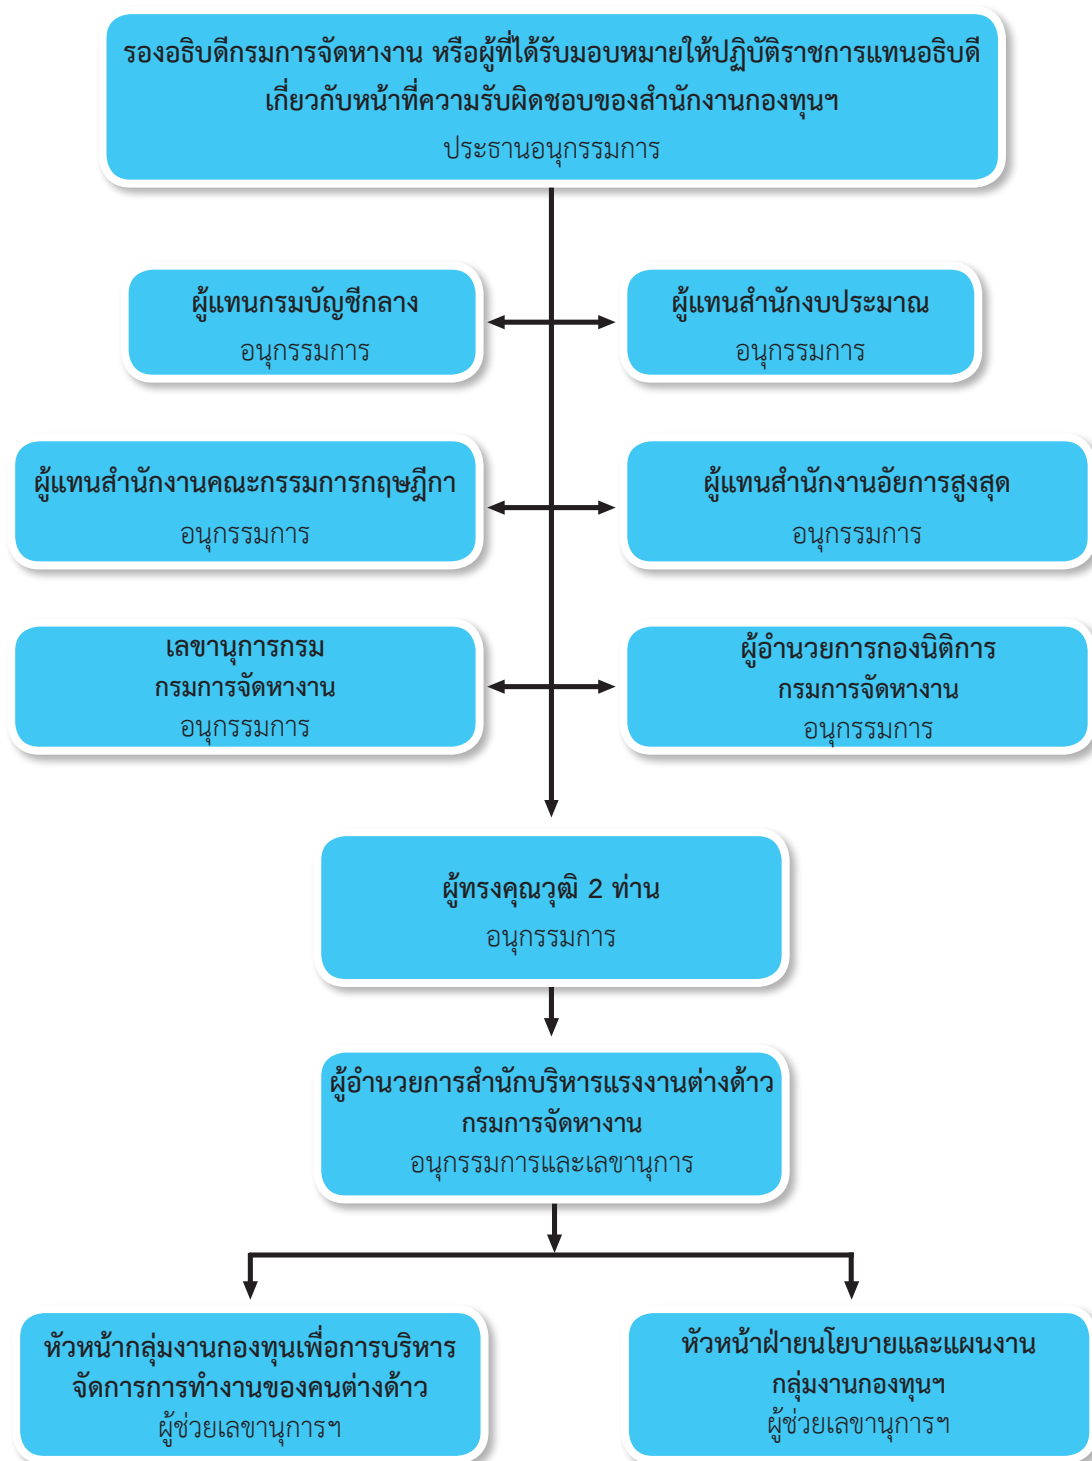 รองอธิบดีกรมการจัดหางาน หรือผู้ที่ได้รับมอบหมายให้ปฏิบัติราชการแทนอธิบดี
เกี่ยวกับหน้าที่ความรับผิดชอบของสำนักงานกองทุนฯ
ประธานอนุกรรมการ
ผู้แทนกรมบัญชีกลาง
อนุกรรมการ
ผู้แทนสำนักงบประมาณ
อนุกรรมการ
ผู้แทนสำนักงานคณะกรรมการกฤษฎีกา
อนุกรรมการ
ผู้แทนสำนักงานอัยการสูงสุด
อนุกรรมการ
เลขานุการกรม
กรมการจัดหางาน
อนุกรรมการ
ผู้อำนวยการกองนิติการ
กรมการจัดหางาน
อนุกรรมการ
ผู้ทรงคุณวุฒิ 2 ท่าน
อนุกรรมการ
ผู้อำนวยการสำนักบริหารแรงงานต่างด้าว
กรมการจัดหางาน
อนุกรรมการและเลขานุการ
หัวหน้ากลุ่มงานกองทุนเพื่อการบริหาร
จัดการการทำงานของคนต่างด้าว
ผู้ช่วยเลขานุการฯ
หัวหน้าฝ่ายนโยบายและแผนงาน
กลุ่มงานกองทุนฯ
ผู้ช่วยเลขานุการฯ